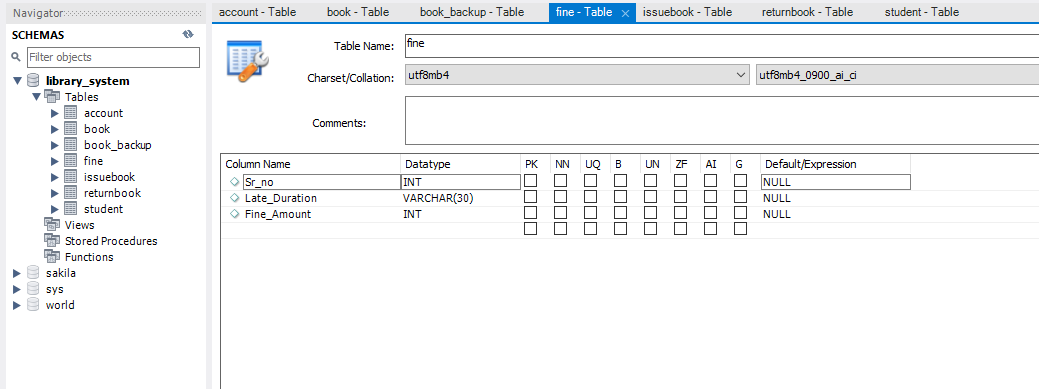 Navigator
SCHEMAS
Filter objects
library_system
Tables
account
book
book_backup
fine
issuebook
returnbook
student
Views
Stored Procedures
Functions
sakila
sys
world
account - Table book - Table book_backup - Table fine - Table issuebook - Table returnbook - Table student - Table
Table Name: fine
Charset/Collation: utf8mb4 utf8mb4_0900_ai_ci
Comments:
Column Name Datatype PK NN UQ B UN ZF AI G Default/Expression
Sr_no INT NULL
Late_Duration VARCHAR(30) NULL
Fine_Amount INT NULL